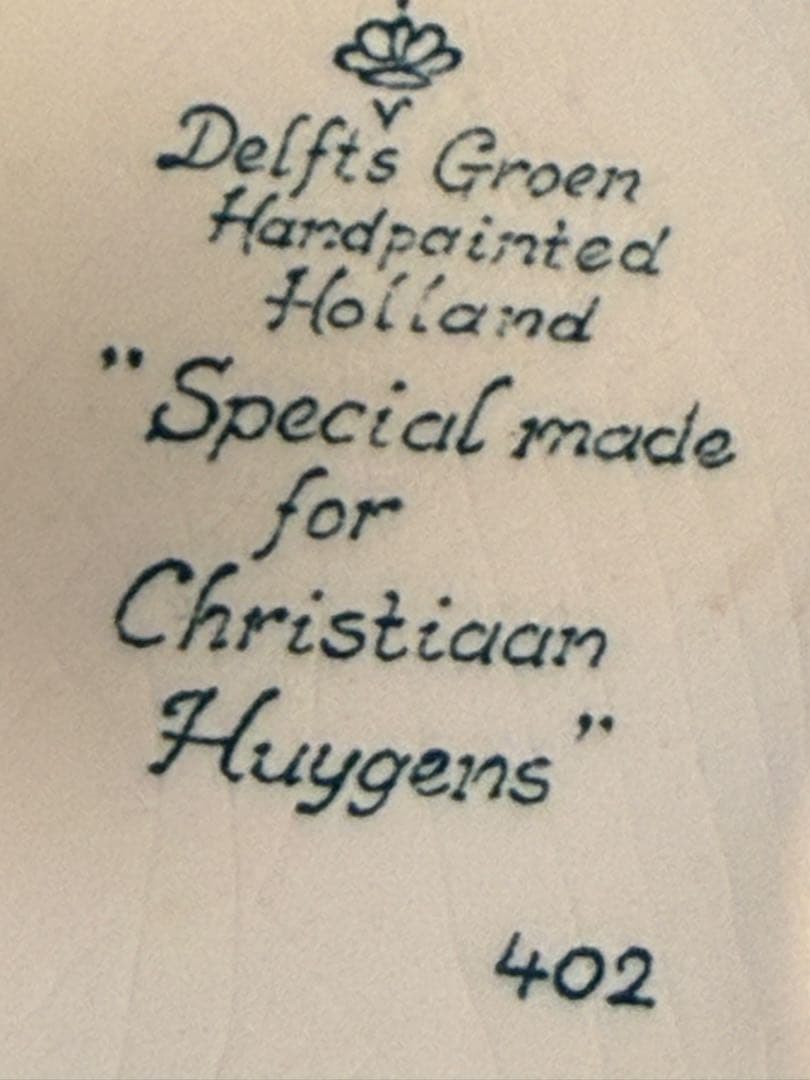 Delfts Groen
Handpainted
Holland
"Special made
for
Christiaan
Huygens"
402